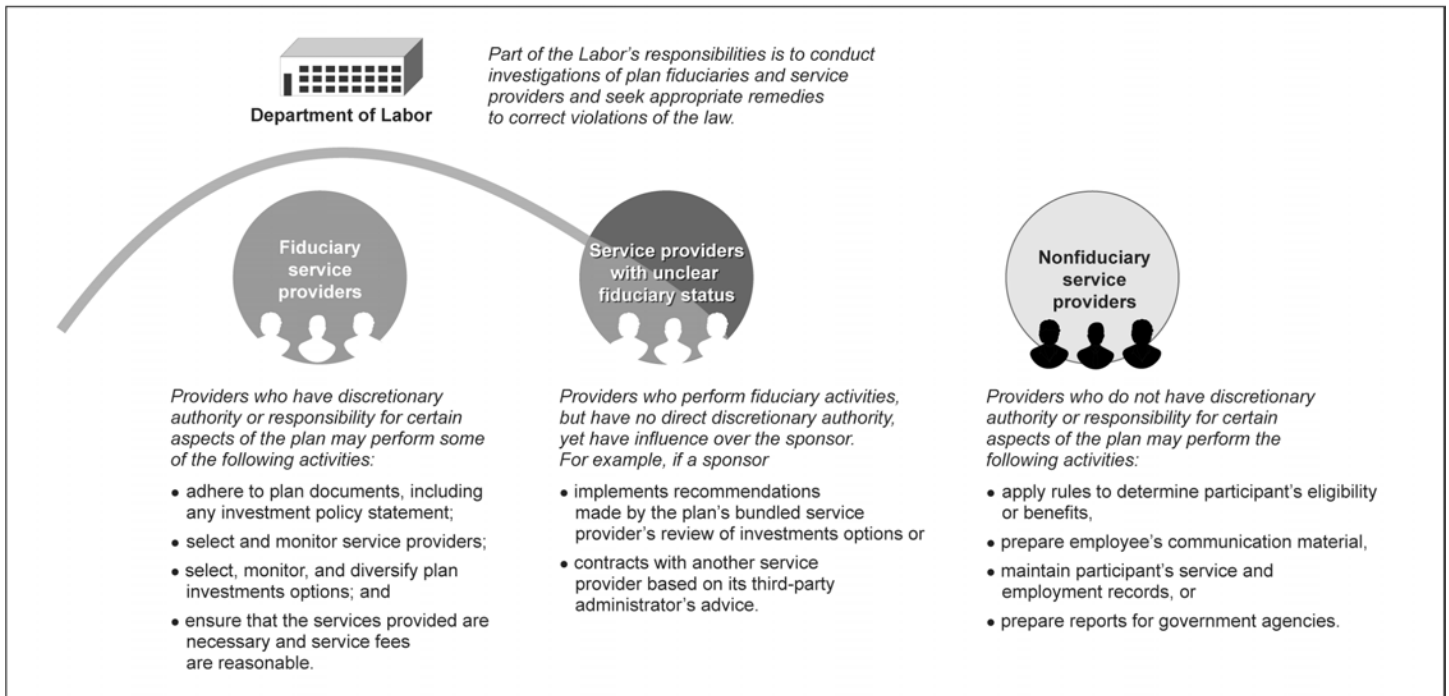 Part of the Labor's responsibilities is to conduct
investigations of plan fiduciaries and service
providers and seek appropriate remedies
to correct violations of the law.
Department of Labor
Fiduciary
service
providers
Service providers
with unclear
fiduciary status
Nonfiduciary
service
providers
Providers who have discretionary
authority or responsibility for certain
aspects of the plan may perform some
of the following activities:
• adhere to plan documents, including
any investment policy statement;
• select and monitor service providers;
• select, monitor, and diversify plan
investments options; and
• ensure that the services provided are
necessary and service fees
are reasonable.
Providers who perform fiduciary activities,
but have no direct discretionary authority,
yet have influence over the sponsor.
For example, if a sponsor
• implements recommendations
made by the plan's bundled service
provider's review of investments options or
• contracts with another service
provider based on its third-party
administrator's advice.
Providers who do not have discretionary
authority or responsibility for certain
aspects of the plan may perform the
following activities:
• apply rules to determine participant's eligibility
or benefits,
• prepare employee's communication material,
• maintain participant's service and
employment records, or
• prepare reports for government agencies.